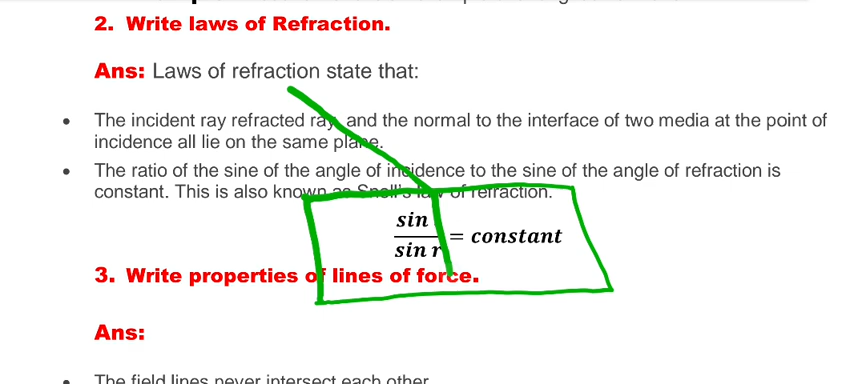 2. Write laws of Refraction.
Ans: Laws of refraction state that:
• The incident ray refracted ray, and the normal to the interface of two media at the point of
incidence all lie on the same plane.
• The ratio of the sine of the angle of incidence to the sine of the angle of refraction is
constant. This is also known as Snell's law of refraction.
sin
sin r = constant
3. Write properties of lines of force.
Ans:
• The field lines never intersect each other